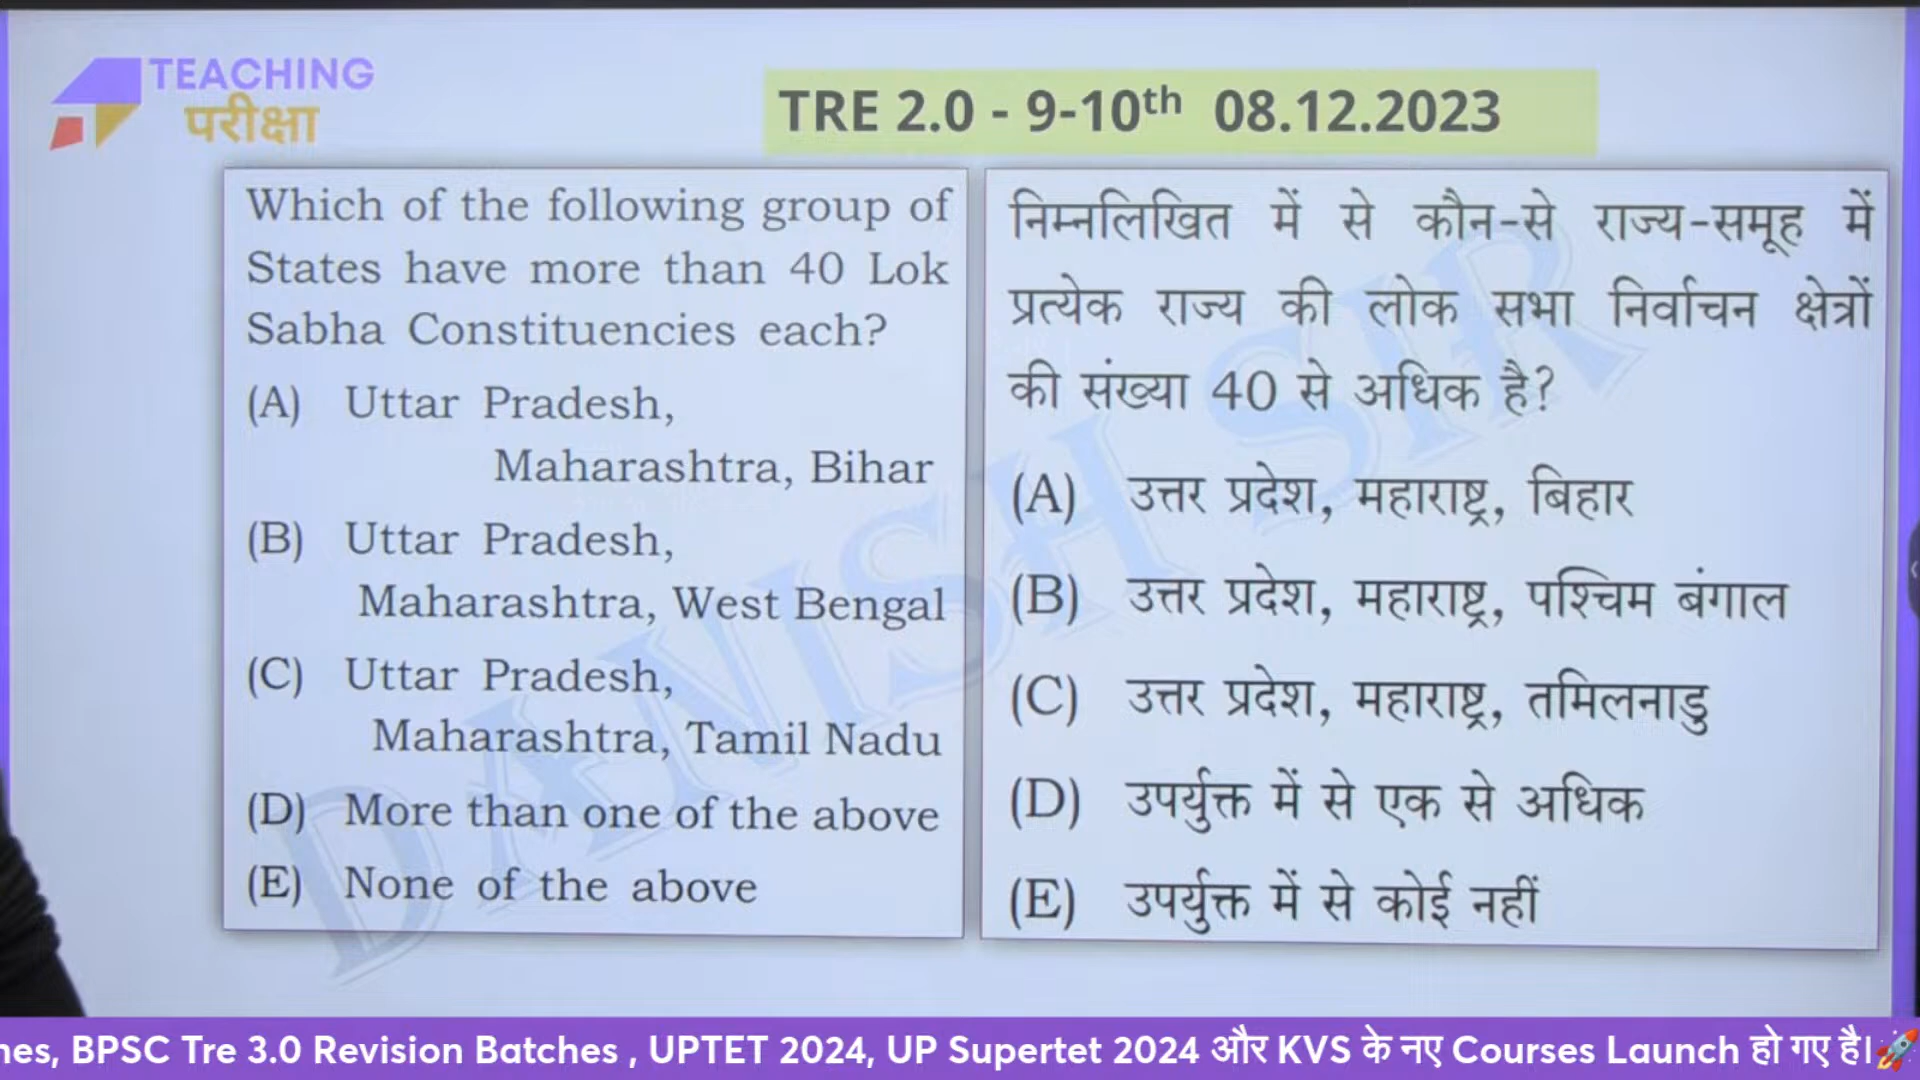 TEACHING
परीक्षा
TRE 2.0 - 9-10th 08.12.2023
Which of the following group of
States have more than 40 Lok
Sabha Constituencies each?
(A) Uttar Pradesh,
Maharashtra, Bihar
(B) Uttar Pradesh,
Maharashtra, West Bengal
(C) Uttar Pradesh,
Maharashtra, Tamil Nadu
(D) More than one of the above
(E) None of the above
निम्नलिखित में से कौन-से राज्य-समूह में
प्रत्येक राज्य की लोक सभा निर्वाचन क्षेत्रों
की संख्या 40 से अधिक है?
(A) उत्तर प्रदेश, महाराष्ट्र, बिहार
(B) उत्तर प्रदेश, महाराष्ट्र, पश्चिम बंगाल
(C) उत्तर प्रदेश, महाराष्ट्र, तमिलनाडु
(D) उपर्युक्त में से एक से अधिक
(E) उपर्युक्त में से कोई नहीं
DANISH SIR
BPSC Tre 3.0 Revision Batches , UPTET 2024, UP Supertet 2024 और KVS के नए Courses Launch हो गए है।🚀